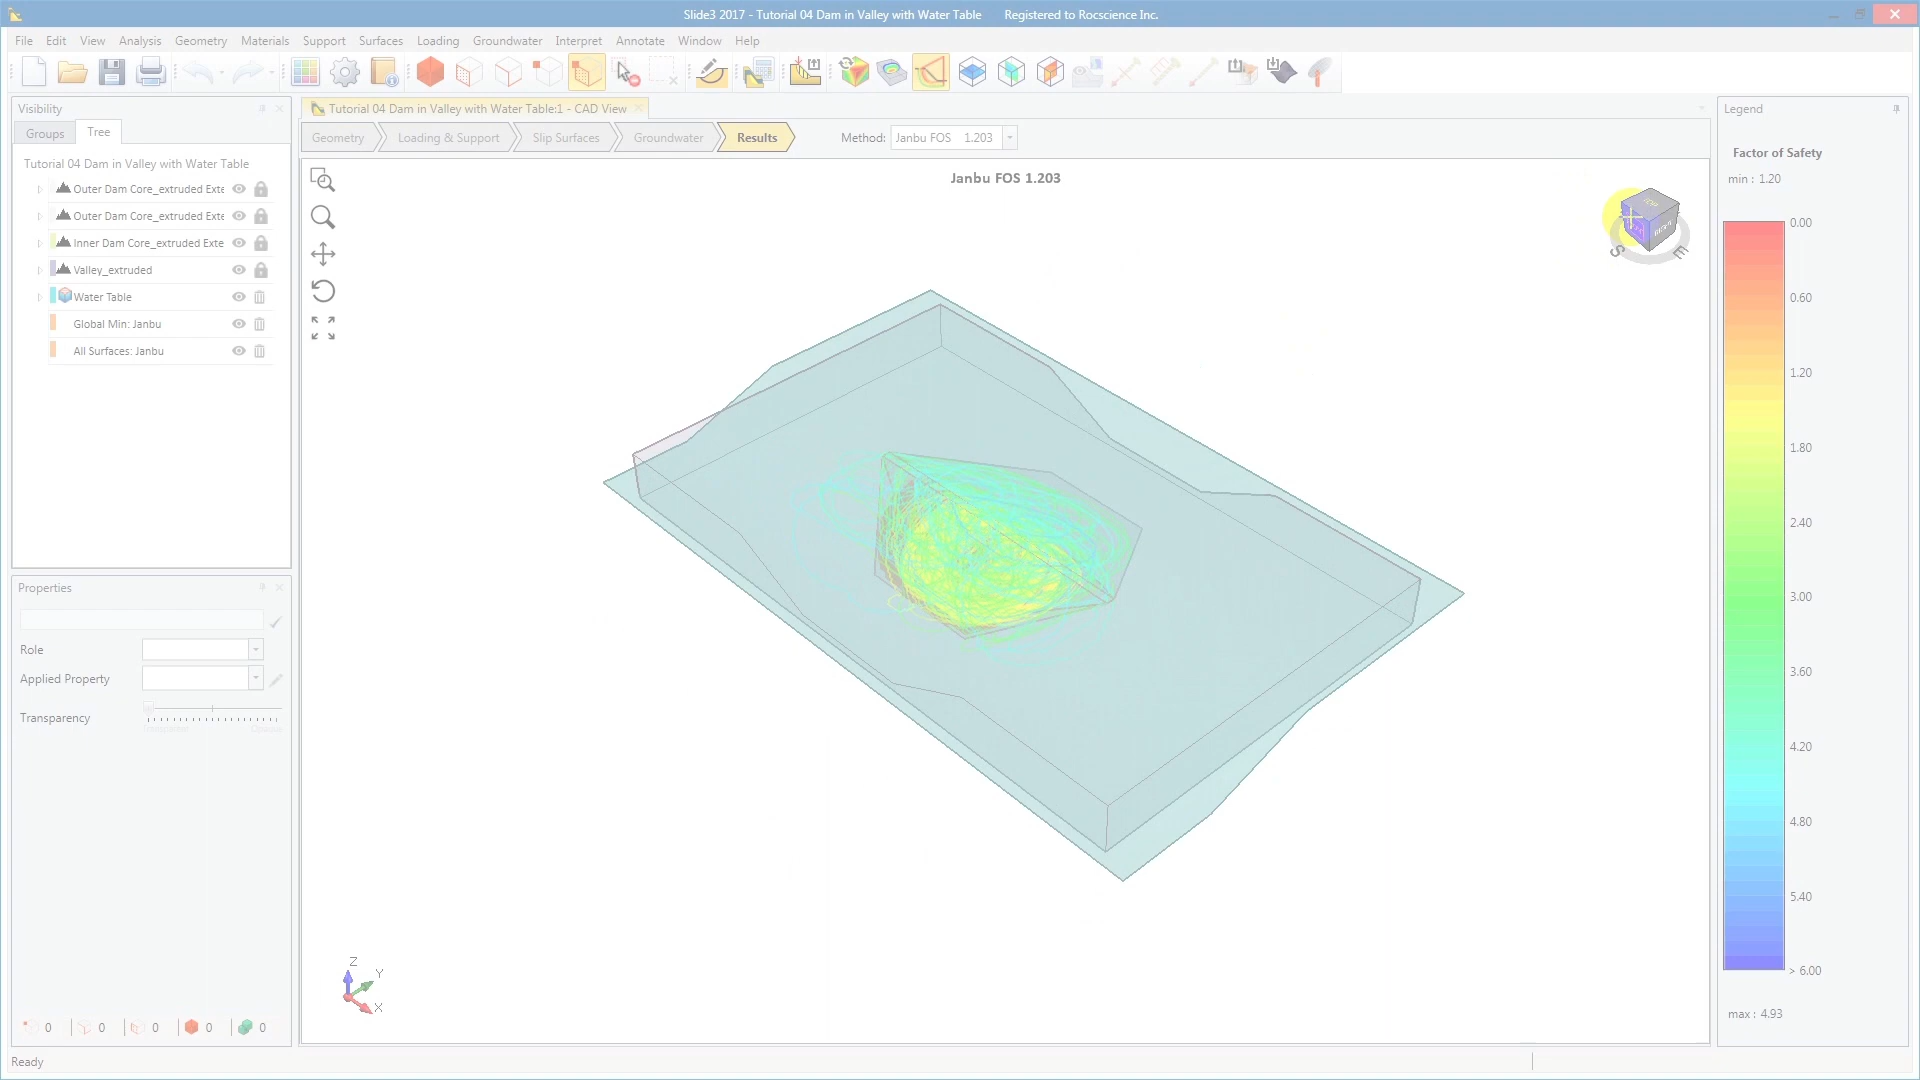 Slide3 2017 - Tutorial 04 Dam in Valley with Water Table Registered to Rocscience Inc.
File Edit View Analysis Geometry Materials Support Surfaces Loading Groundwater Interpret Annotate Window Help
Visibility
Groups Tree
Tutorial 04 Dam in Valley with Water Table
Outer Dam Core_extruded Exte
Outer Dam Core_extruded Exte
Inner Dam Core_extruded Exte
Valley_extruded
Water Table
Global Min: Janbu
All Surfaces: Janbu
Properties
Role
Applied Property
Transparency
0 0 0 0 0
Ready
Tutorial 04 Dam in Valley with Water Table:1 - CAD View
Geometry Loading & Support Slip Surfaces Groundwater Results Method: Janbu FOS 1.203
Janbu FOS 1.203
TOP
S E
Z
Y
X
Legend
Factor of Safety
min : 1.20
0.00
0.60
1.20
1.80
2.40
3.00
3.60
4.20
4.80
5.40
> 6.00
max : 4.93